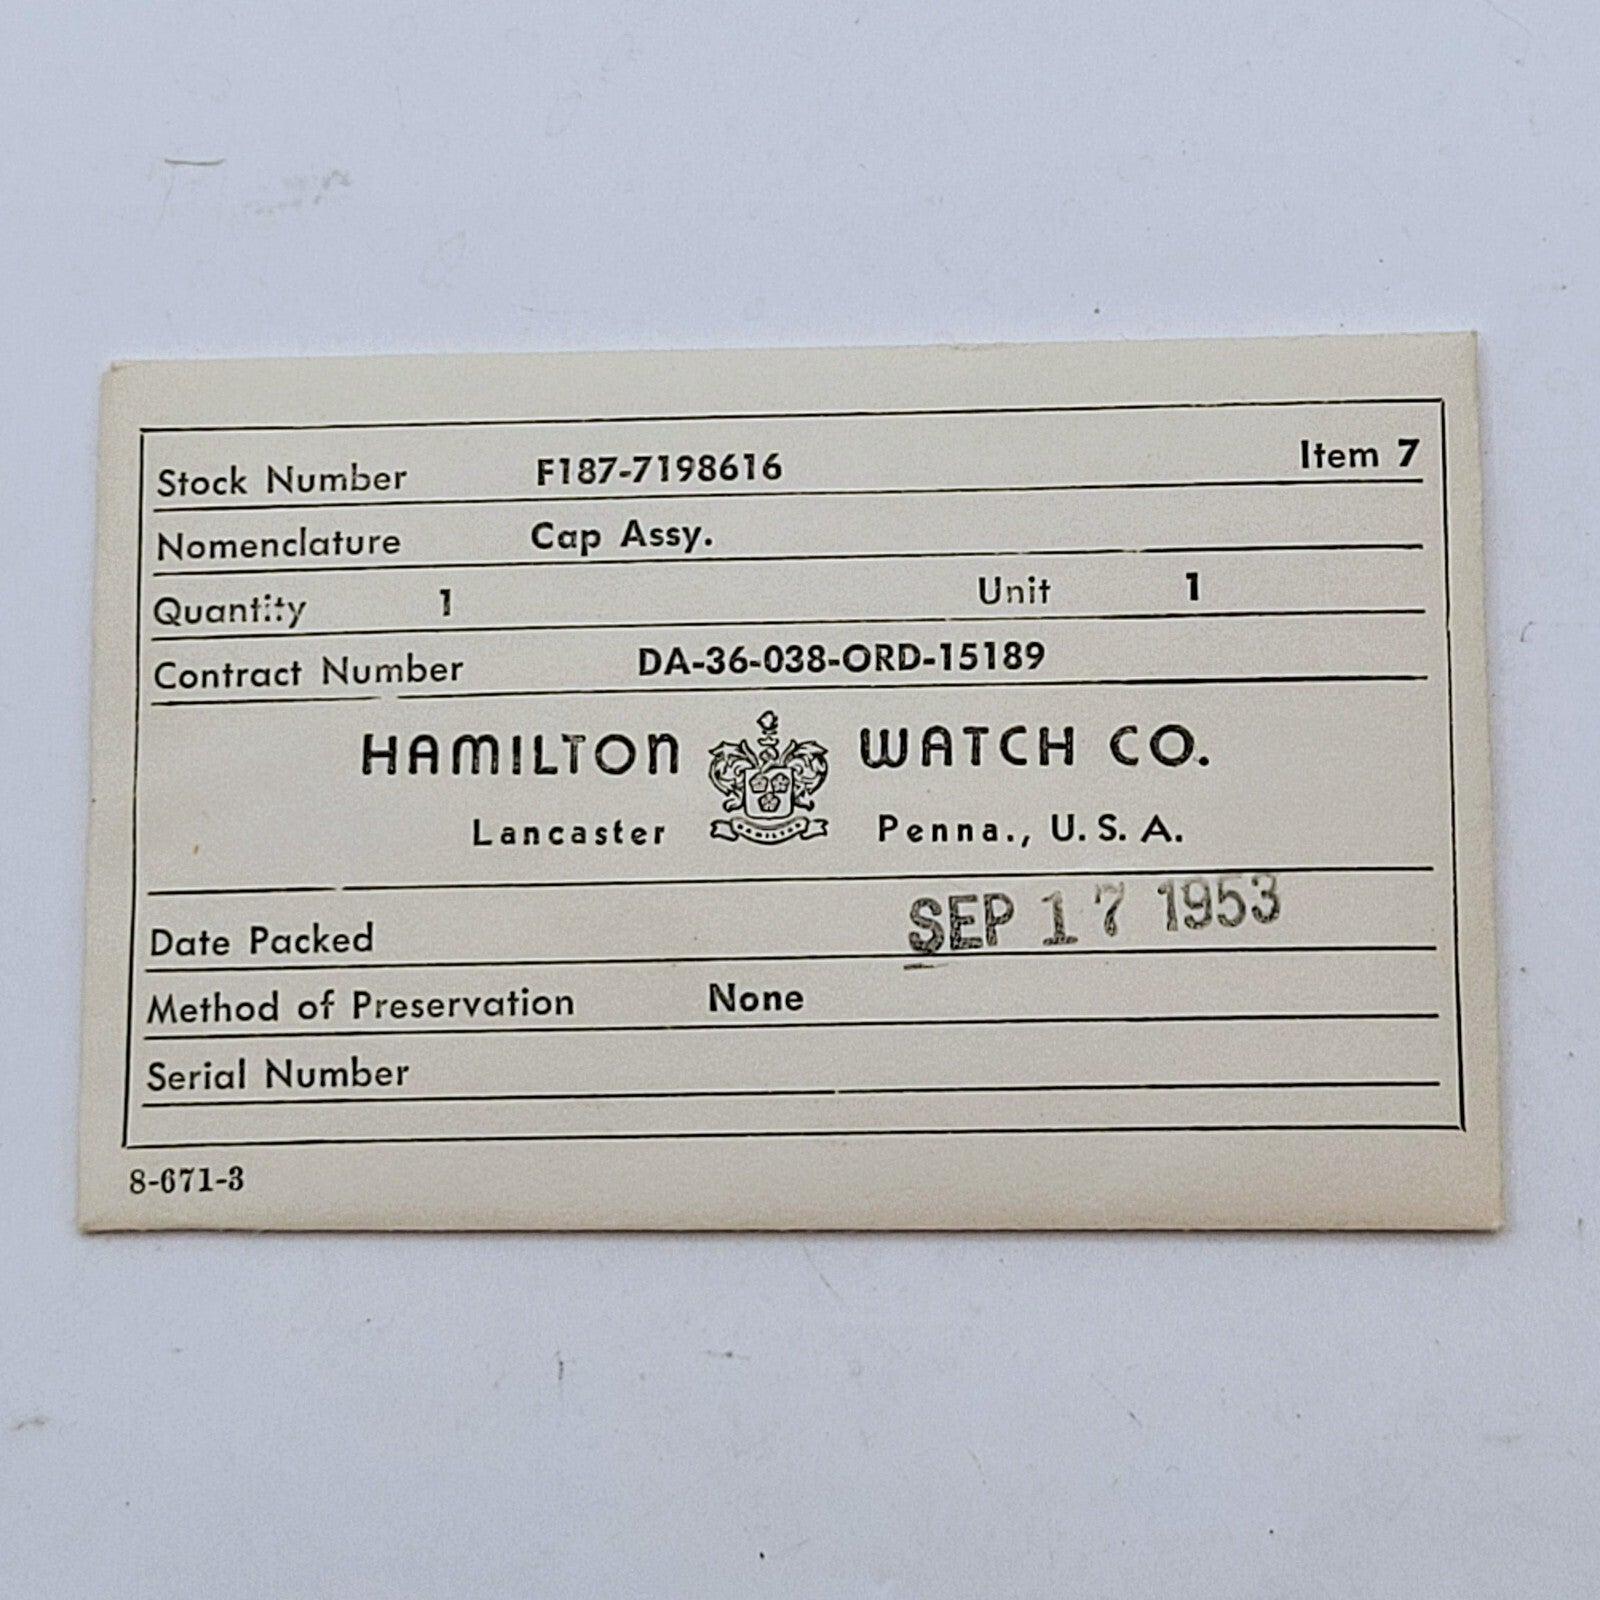 Stock Number F187-7198616 Item 7
Nomenclature Cap Assy.
Quantity 1 Unit 1
Contract Number DA-36-038-ORD-15189
HAMILTON WATCH CO.
HAMILTON
Lancaster Penna., U. S. A.
Date Packed SEP 17 1953
Method of Preservation None
Serial Number
8-671-3